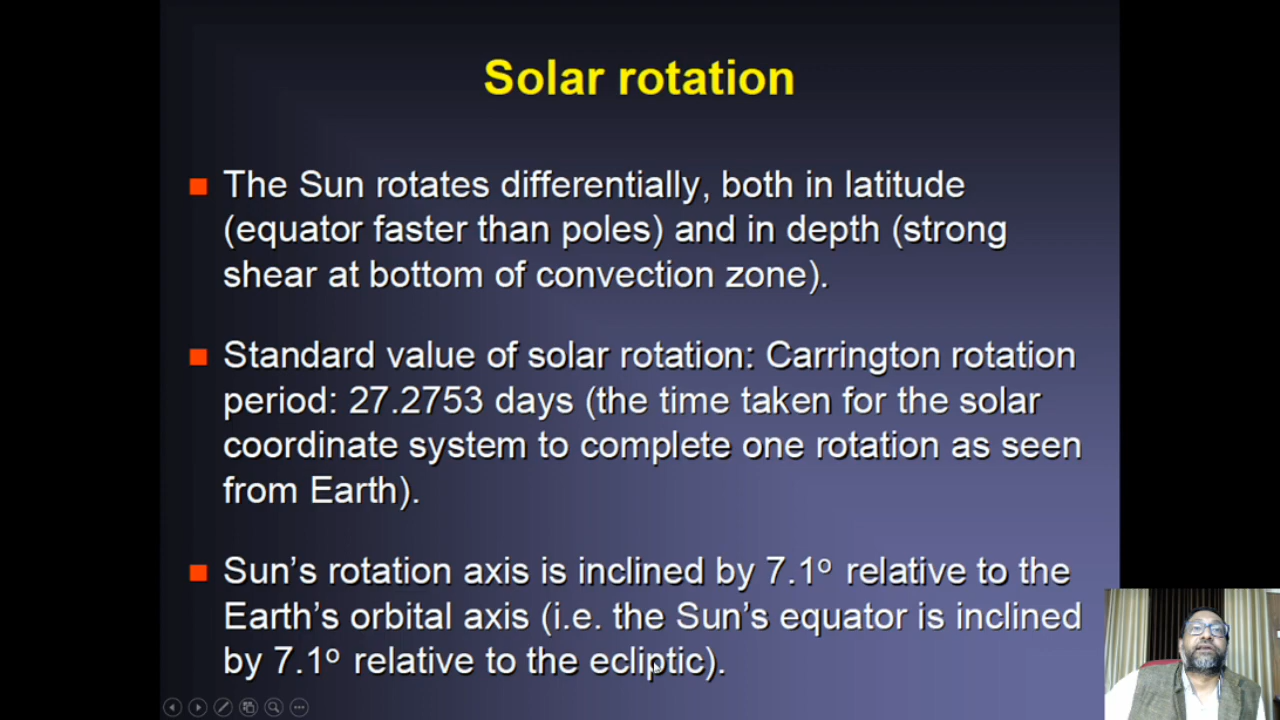 Solar rotation
The Sun rotates differentially, both in latitude
(equator faster than poles) and in depth (strong
shear at bottom of convection zone).
Standard value of solar rotation: Carrington rotation
period: 27.2753 days (the time taken for the solar
coordinate system to complete one rotation as seen
from Earth).
Sun’s rotation axis is inclined by 7.1º relative to the
Earth’s orbital axis (i.e. the Sun’s equator is inclined
by 7.1º relative to the ecliptic).